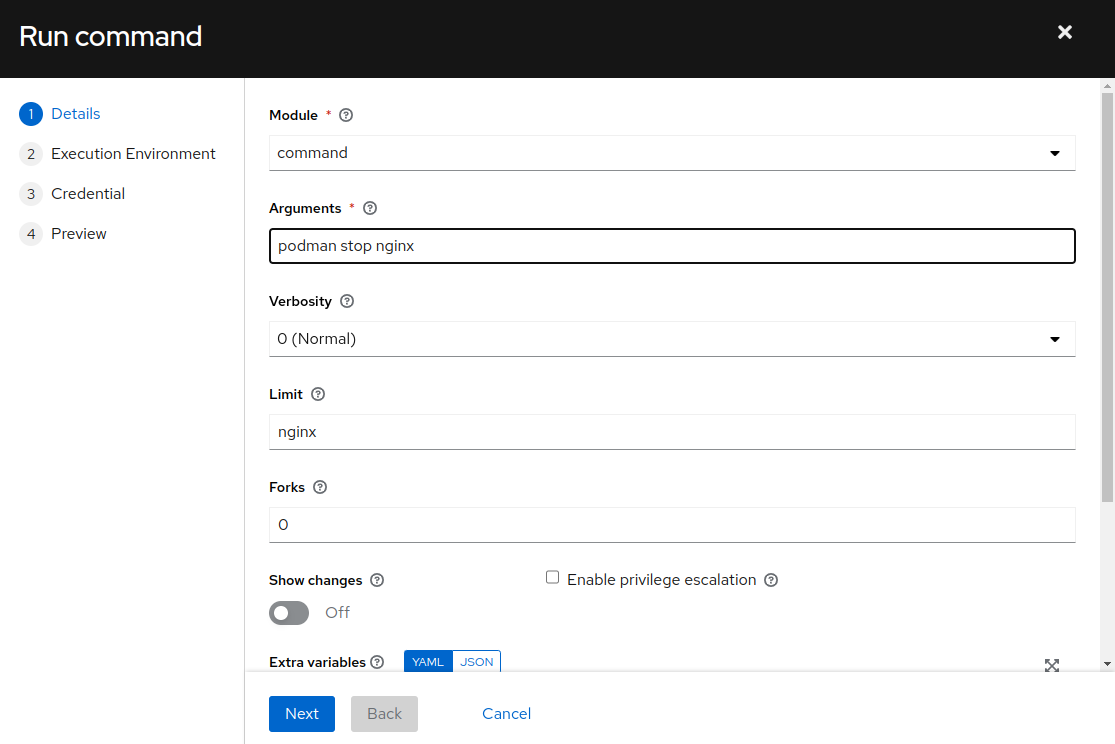 Run command
1 Details
2 Execution Environment
3 Credential
4 Preview
Module *
command
Arguments *
podman stop nginx
Verbosity
0 (Normal)
Limit
nginx
Forks
0
Show changes
Enable privilege escalation
Off
Extra variables YAML JSON
Next Back Cancel